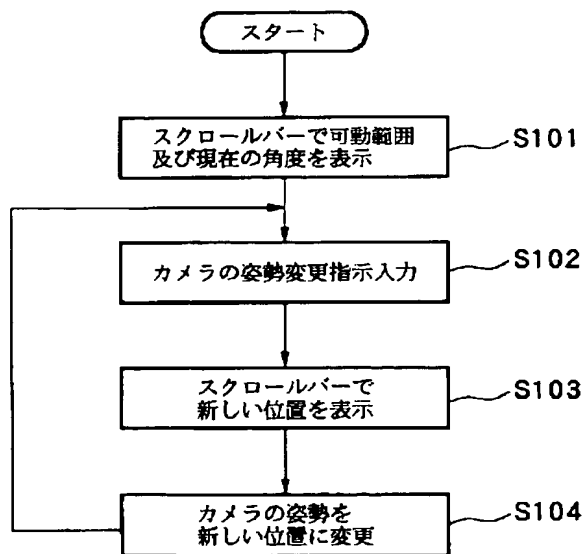 スタート
スクロールバーで可動範囲
及び現在の角度を表示
S101
カメラの姿勢変更指示入力
S102
スクロールバーで
新しい位置を表示
S103
カメラの姿勢を
新しい位置に変更
S104